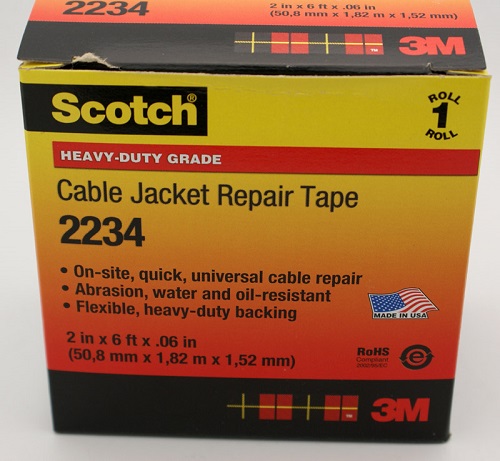 2234
2 in x 6 ft x .06 in
(50,8 mm x 1,82 m x 1,52 mm)
3M
Scotch®
ROLL
1
ROLL
HEAVY-DUTY GRADE
Cable Jacket Repair Tape
2234
• On-site, quick, universal cable repair
• Abrasion, water and oil-resistant
• Flexible, heavy-duty backing
MADE IN USA
2 in x 6 ft x .06 in
(50,8 mm x 1,82 m x 1,52 mm)
RoHS
Compliant
3M